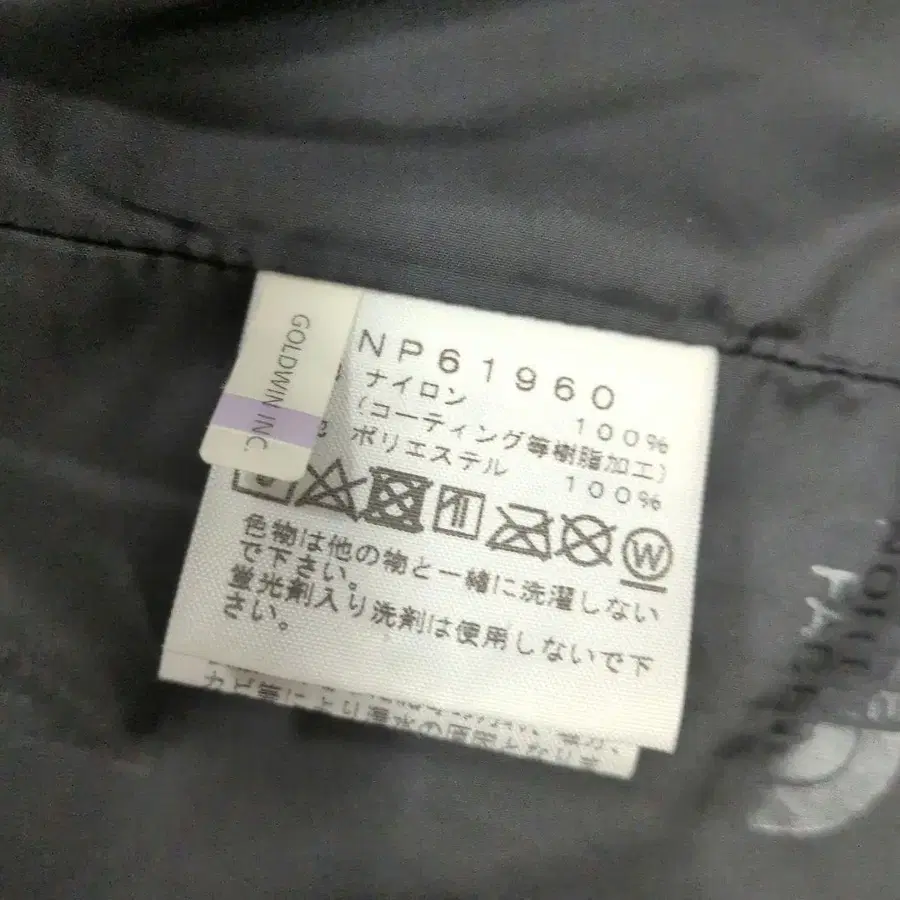 GOLDWIN INC.
NP61960
ナイロン 100%
(コーティング等樹脂加工)
ポリエステル 100%
W
色物は他の物と一緒に洗濯しない
で下さい。
蛍光剤入り洗剤は使用しないで下
さい。